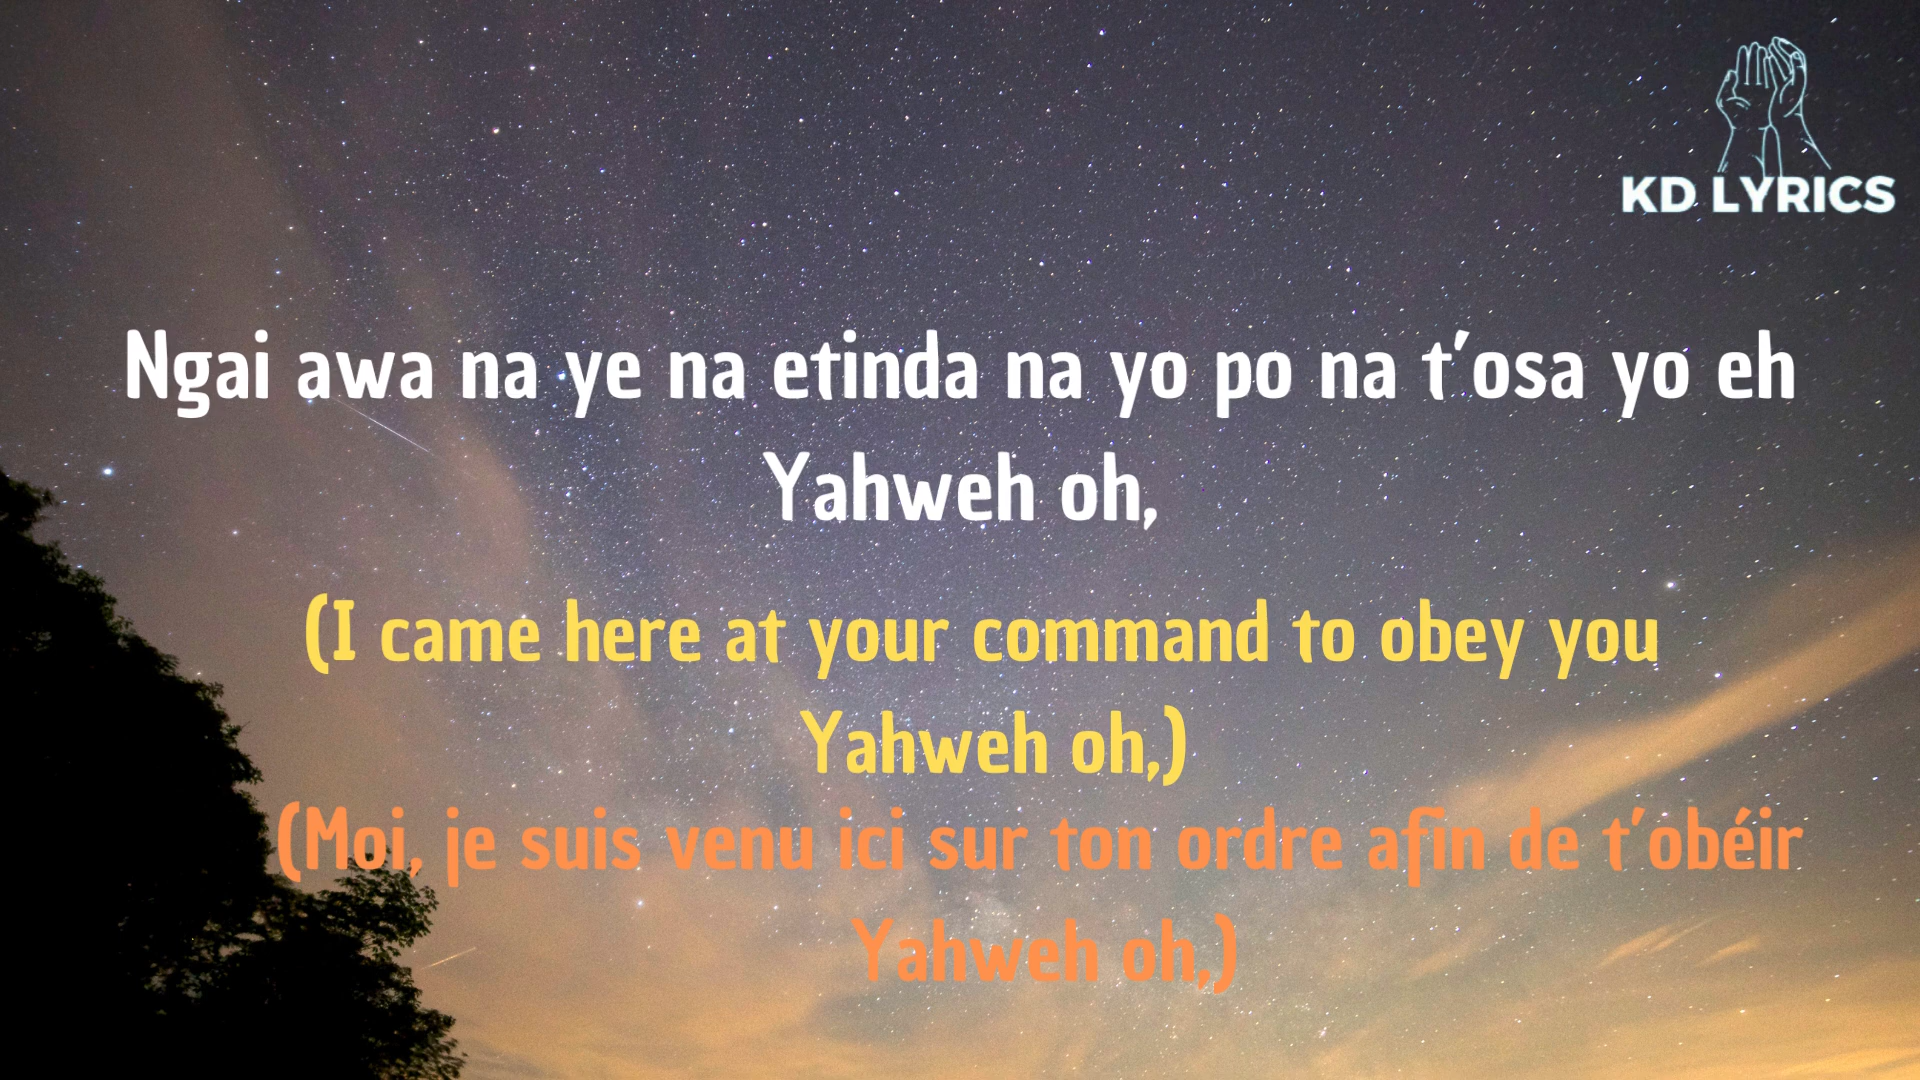 KD LYRICS
Ngai awa na ye na etinda na yo po na t'osa yo eh
Yahweh oh,
(I came here at your command to obey you
Yahweh oh,)
(Moi, je suis venu ici sur ton ordre afin de t'obéir
Yahweh oh,)